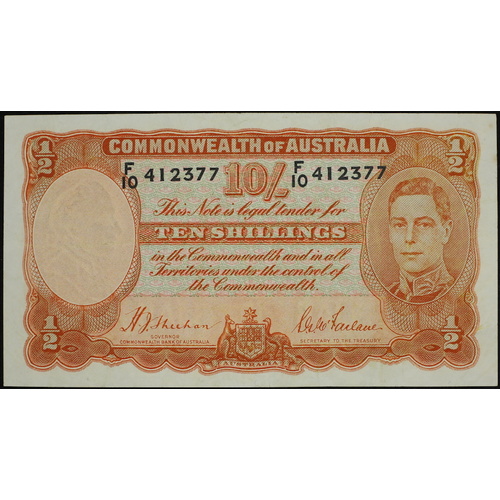 COMMONWEALTH OF AUSTRALIA
1/2 F/10 412377 10/- F/10 412377 1/2
This Note is legal tender for
TEN SHILLINGS
in the Commonwealth and in all
Territories under the control of
the Commonwealth.
1/2 H J Sheehan S G McFarlane 1/2
GOVERNOR SECRETARY TO THE TREASURY
COMMONWEALTH BANK OF AUSTRALIA
AUSTRALIA